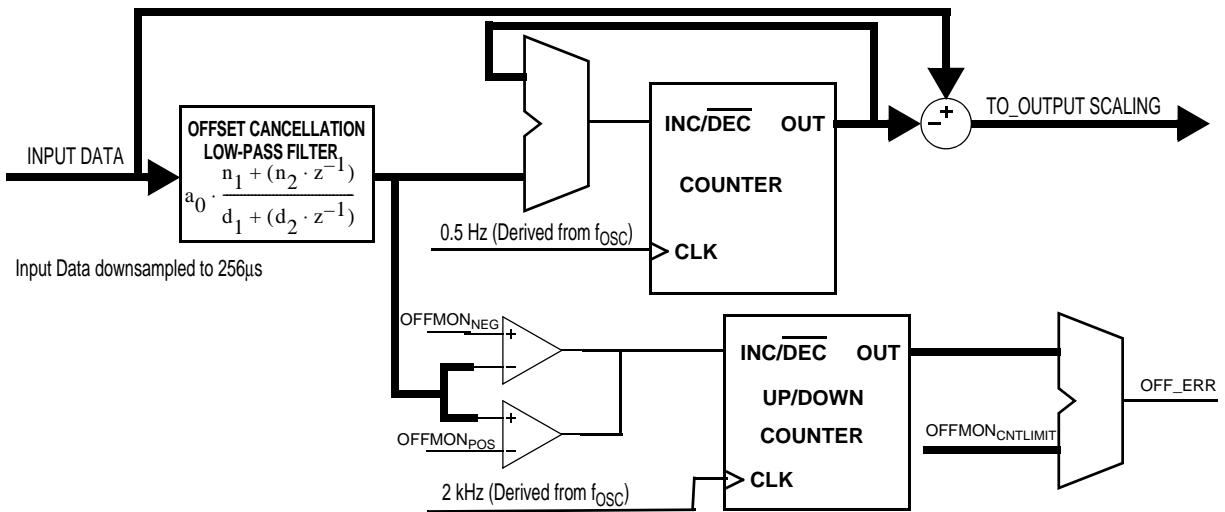 INPUT DATA
OFFSET CANCELLATION
LOW-PASS FILTER
a₀ · (n₁ + (n₂ · z⁻¹)) / (d₁ + (d₂ · z⁻¹))
Input Data downsampled to 256μs
INC/D̅E̅C̅ OUT
COUNTER
0.5 Hz (Derived from fOSC)
CLK
− +
TO_OUTPUT SCALING
OFFMONNEG
+
−
+
OFFMONPOS
−
INC/D̅E̅C̅ OUT
UP/DOWN
COUNTER
2 kHz (Derived from fOSC)
CLK
OFFMONCNTLIMIT
OFF_ERR